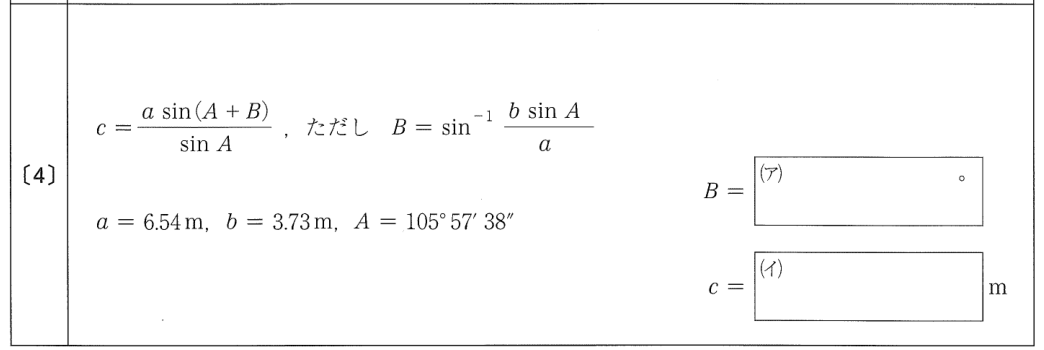 c = a sin(A + B) / sin A , ただし B = sin⁻¹ b sin A / a
〔4〕
a = 6.54 m, b = 3.73 m, A = 105° 57′ 38″
B = (ア) °
c = (イ) m